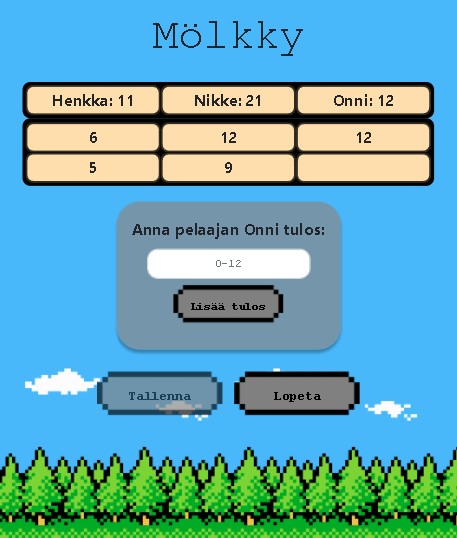 Mölkky
Henkka: 11 Nikke: 21 Onni: 12
6 12 12
5 9
Anna pelaajan Onni tulos:
0-12
Lisää tulos
Tallenna Lopeta